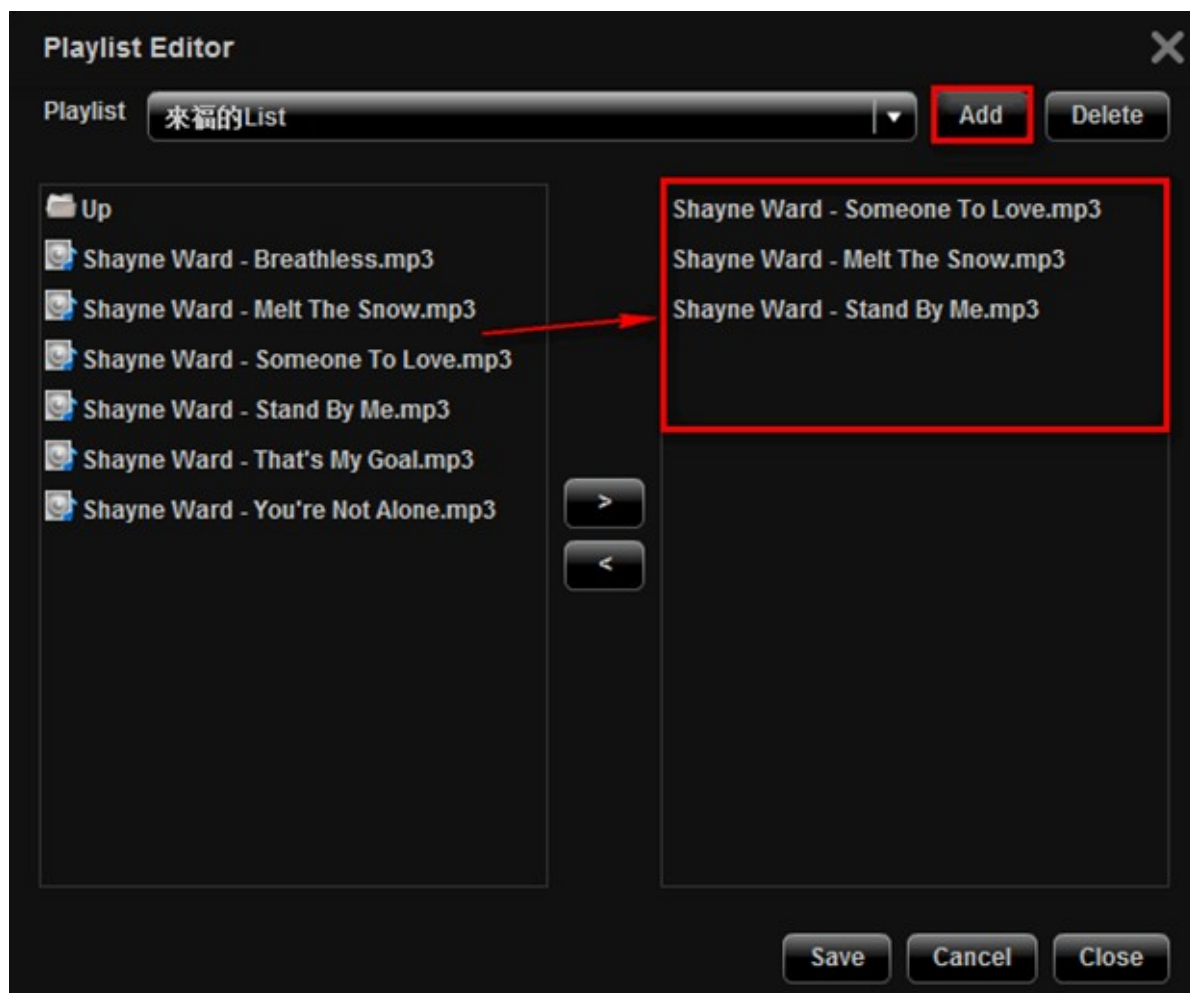 Playlist Editor
Playlist
來福的List
Add
Delete
Up
Shayne Ward - Breathless.mp3
Shayne Ward - Melt The Snow.mp3
Shayne Ward - Someone To Love.mp3
Shayne Ward - Stand By Me.mp3
Shayne Ward - That's My Goal.mp3
Shayne Ward - You're Not Alone.mp3
>
<
Shayne Ward - Someone To Love.mp3
Shayne Ward - Melt The Snow.mp3
Shayne Ward - Stand By Me.mp3
Save
Cancel
Close